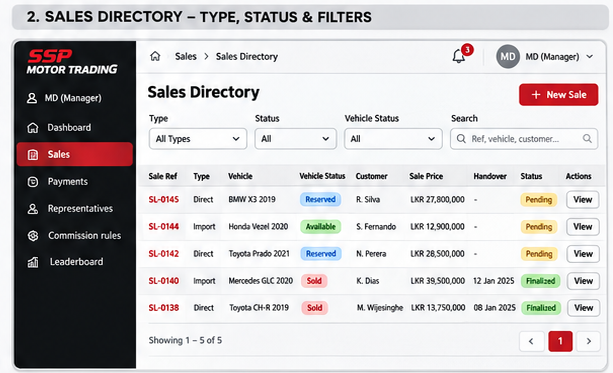 2. SALES DIRECTORY – TYPE, STATUS & FILTERS
SSP
MOTOR TRADING
MD (Manager)
Dashboard
Sales
Payments
Representatives
Commission rules
Leaderboard
Sales > Sales Directory
3
MD
MD (Manager)
Sales Directory
+ New Sale
Type Status Vehicle Status Search
All Types All All Ref, vehicle, customer...
Sale Ref Type Vehicle Vehicle Status Customer Sale Price Handover Status Actions
SL-0145 Direct BMW X3 2019 Reserved R. Silva LKR 27,800,000 - Pending View
SL-0144 Import Honda Vezel 2020 Available S. Fernando LKR 12,900,000 - Pending View
SL-0142 Direct Toyota Prado 2021 Reserved N. Perera LKR 28,500,000 - Pending View
SL-0140 Import Mercedes GLC 2020 Sold K. Dias LKR 39,500,000 12 Jan 2025 Finalized View
SL-0138 Direct Toyota CH-R 2019 Sold M. Wijesinghe LKR 13,750,000 08 Jan 2025 Finalized View
Showing 1 – 5 of 5
< 1 >